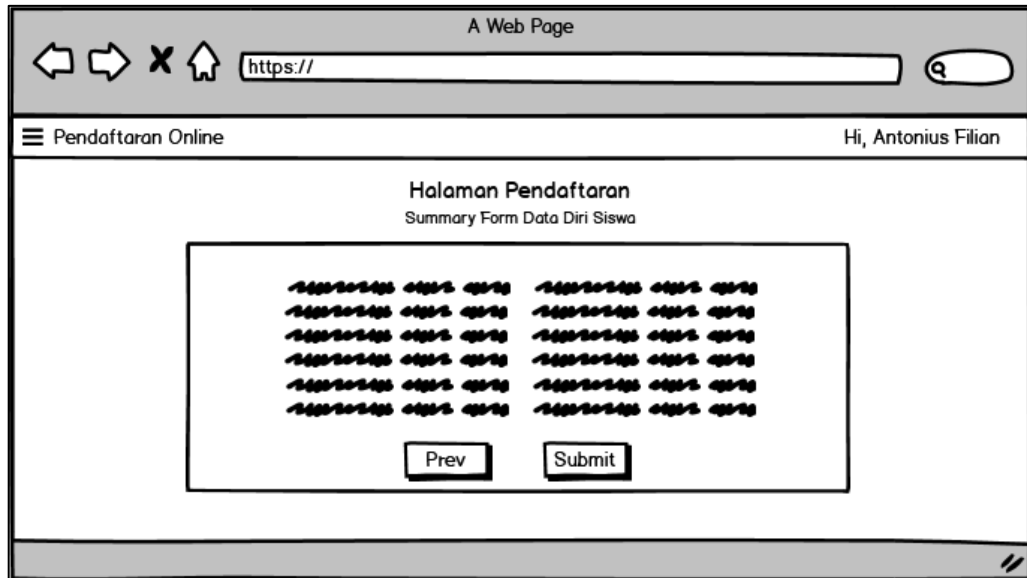 A Web Page
https://
Pendaftaran Online
Hi, Antonius Filian
Halaman Pendaftaran
Summary Form Data Diri Siswa
Prev
Submit